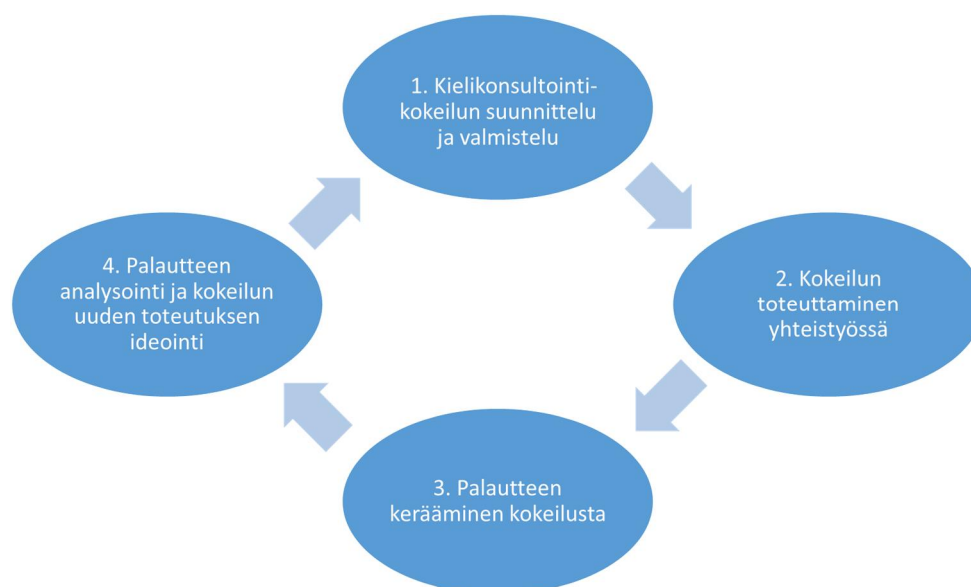 1. Kielikonsultointi-
kokeilun suunnittelu
ja valmistelu
2. Kokeilun
toteuttaminen
yhteistyössä
3. Palautteen
kerääminen kokeilusta
4. Palautteen
analysointi ja kokeilun
uuden toteutuksen
ideointi